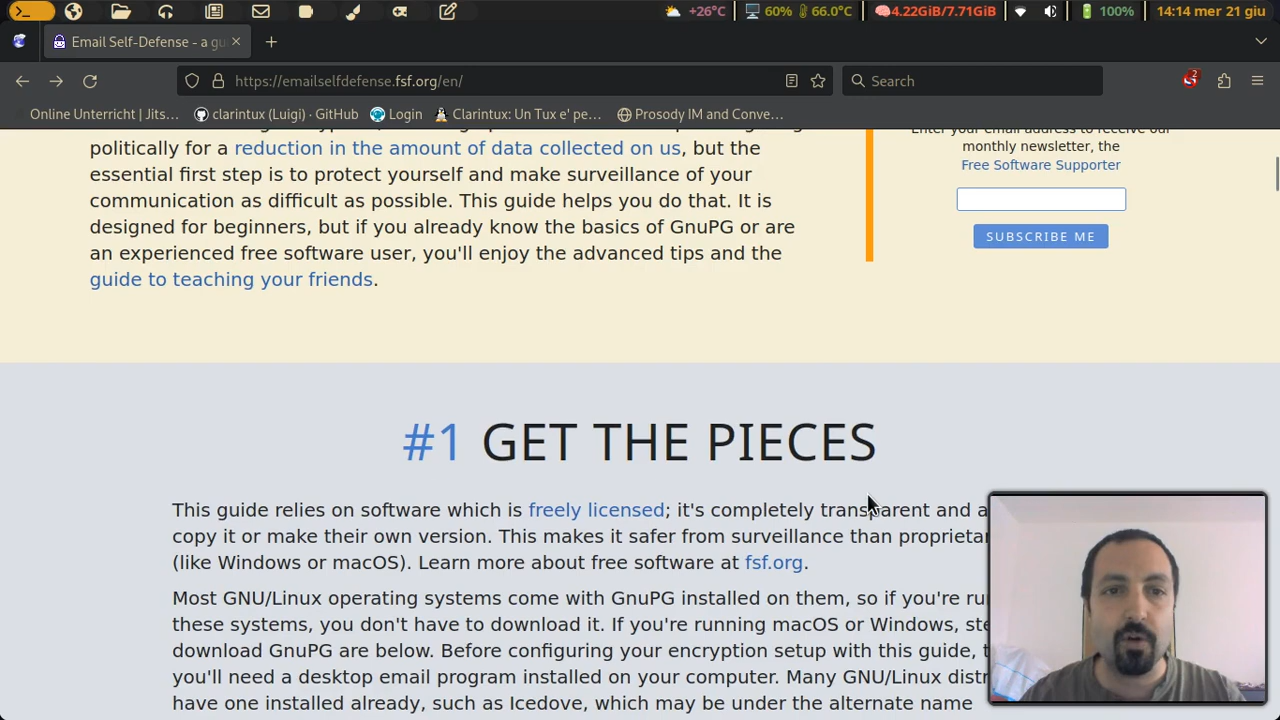 +26°C 60% 66.0°C 4.22GiB/7.71GiB 100% 14:14 mer 21 giu
Email Self-Defense - a gu
https://emailselfdefense.fsf.org/en/
Search
2
Online Unterricht | Jits… clarintux (Luigi) · GitHub Login Clarintux: Un Tux e' pe… Prosody IM and Conve…
politically for a reduction in the amount of data collected on us, but the
essential first step is to protect yourself and make surveillance of your
communication as difficult as possible. This guide helps you do that. It is
designed for beginners, but if you already know the basics of GnuPG or are
an experienced free software user, you'll enjoy the advanced tips and the
guide to teaching your friends.
Enter your email address to receive our
monthly newsletter, the
Free Software Supporter
SUBSCRIBE ME
#1 GET THE PIECES
This guide relies on software which is freely licensed; it's completely transparent and a
copy it or make their own version. This makes it safer from surveillance than proprietar
(like Windows or macOS). Learn more about free software at fsf.org.
Most GNU/Linux operating systems come with GnuPG installed on them, so if you're ru
these systems, you don't have to download it. If you're running macOS or Windows, ste
download GnuPG are below. Before configuring your encryption setup with this guide, t
you'll need a desktop email program installed on your computer. Many GNU/Linux distr
have one installed already, such as Icedove, which may be under the alternate name